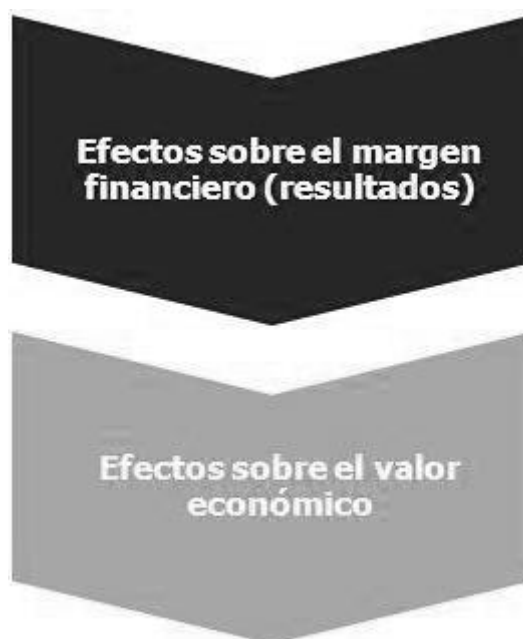 Efectos sobre el margen
financiero (resultados)
Efectos sobre el valor
económico